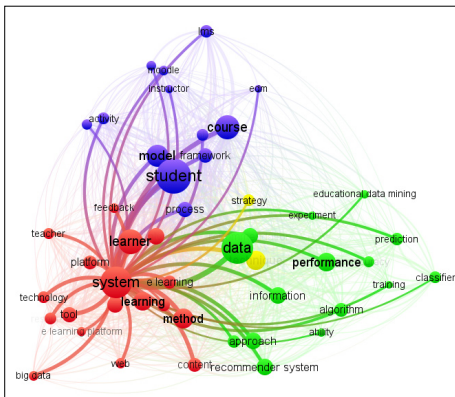 lms
moodle
instructor
edm
activity
course
model framework
student
strategy
educational data mining
process
feedback
experiment
teacher
learner
data
prediction
platform
performance
system
e learning
training
classifier
technology
learning
information
tool
method
algorithm
e learning platform
ability
approach
web
content
recommender system
big data